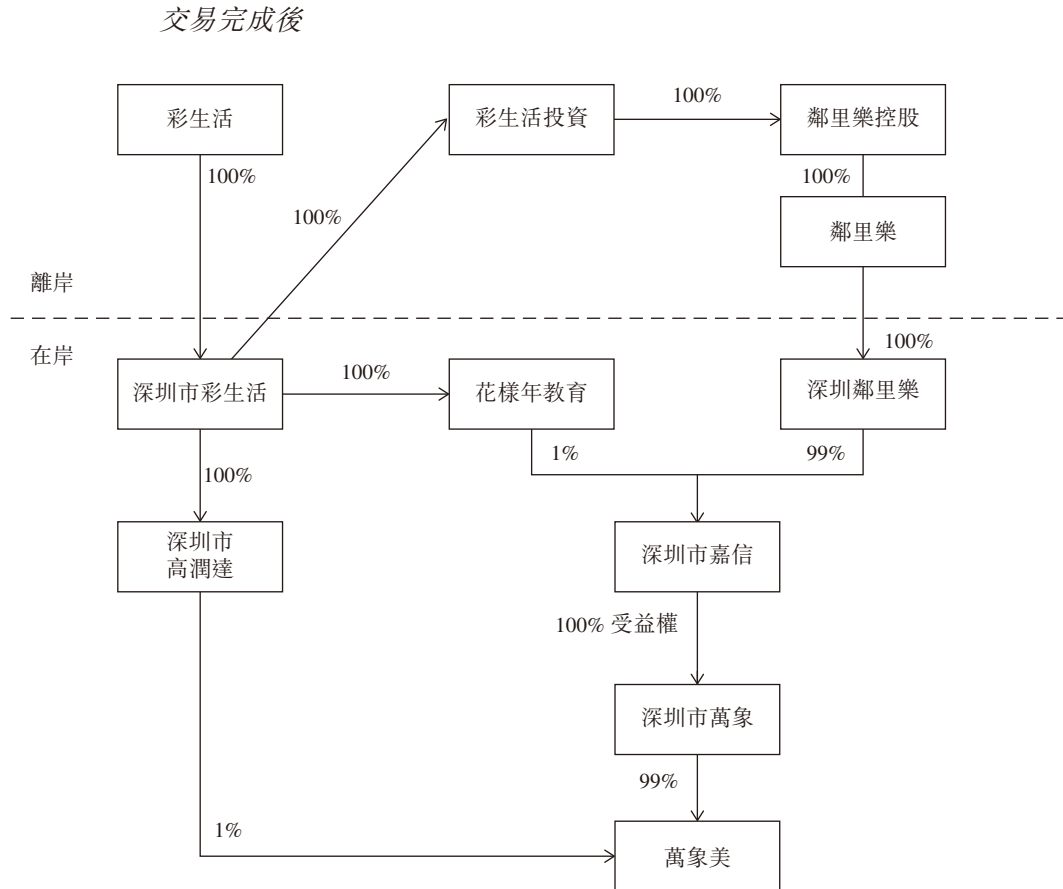 交易完成後
彩生活
彩生活投資
100%
鄰里樂控股
100%
100%
100%
鄰里樂
離岸
在岸
深圳市彩生活
100%
花樣年教育
100%
深圳鄰里樂
100%
1%
99%
深圳市
高潤達
深圳市嘉信
100% 受益權
深圳市萬象
99%
1%
萬象美